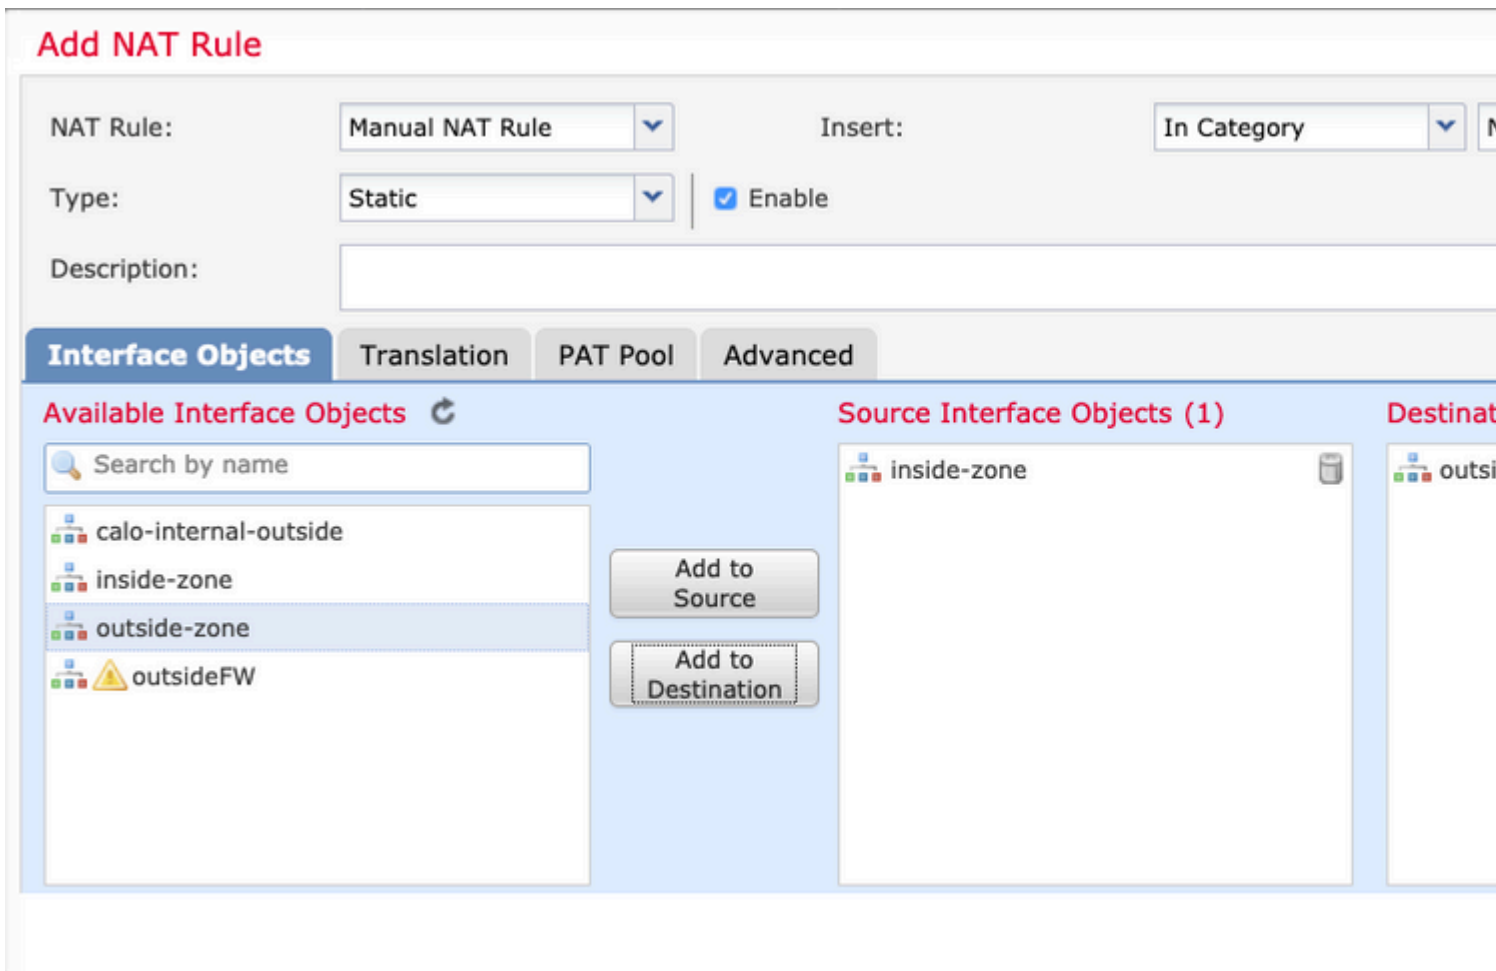 Add NAT Rule
NAT Rule: Manual NAT Rule Insert: In Category
Type: Static Enable
Description:
Interface Objects Translation PAT Pool Advanced
Available Interface Objects Source Interface Objects (1)
Search by name
inside-zone
calo-internal-outside
inside-zone
outside-zone
outsideFW
Add to
Source
Add to
Destination